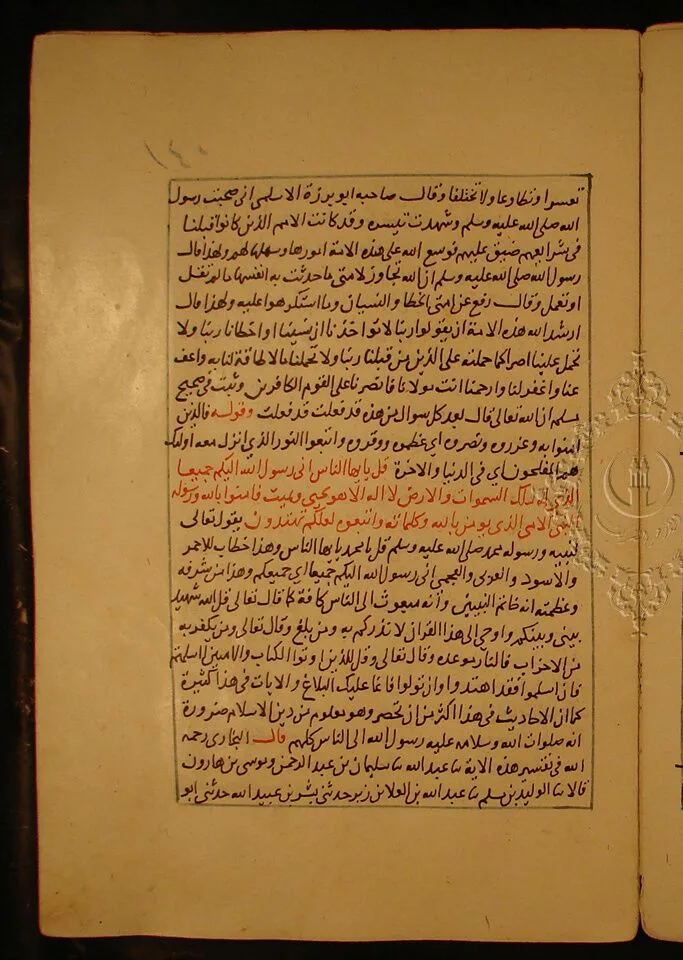 تعسروا وتطاوعا ولا تختلفا وقال صاحبه ابو برزة الاسلمي اني صحبت رسول
الله صلى الله عليه وسلم وشهدت تيسيره وقد كانت الامم الذين كانوا قبلنا
في شرايعهم ضيق عليهم فوسع الله على هذه الامة امورها وسهلها لهم ولهذا قال
رسول الله صلى الله عليه وسلم ان الله تجاوز لامتي ما حدثت به انفسها ما لم تقل
او تعمل وقال رفع عن امتي الخطا والنسيان وما استكرهوا عليه ولهذا قال
ارشد الله هذه الامة ان يقولوا ربنا لا تواخذنا ان نسينا او اخطانا ربنا ولا
تحمل علينا اصرا كما حملته على الذين من قبلنا ربنا ولا تحملنا ما لا طاقة لنا به واعف
عنا واغفر لنا وارحمنا انت مولانا فانصرنا على القوم الكافرين وثبت في صحيح
مسلم ان الله تعالى قال بعد كل سوال من هذه قد فعلت قد فعلت وقوله فالذين
امنوا به وعزروه ونصروه اي عظموه ووقروه واتبعوا النور الذي انزل معه اوليك
هم المفلحون اي في الدنيا والاخرة قل يا يها الناس اني رسول الله اليكم جميعا
الذي له ملك السموات والارض لا اله الا هو يحيي ويميت فامنوا بالله ورسوله
النبي الامي الذي يومن بالله وكلماته واتبعوه لعلكم تهتدون يقول تعالى
لنبيه ورسوله محمد صلى الله عليه وسلم قل يا محمد يا يها الناس وهذا خطاب للاحمر
والاسود والعربي والعجمي اني رسول الله اليكم جميعا اي جميعكم وهذا من شرفه
وعظمته انه خاتم النبيين وانه مبعوث الى الناس كافة كما قال تعالى قل الله شهيد
بيني وبينكم واوحي الي هذا القران لانذركم به ومن بلغ وقال تعالى ومن يكفر به
من الاحزاب فالنار موعده وقال تعالى وقل للذين اوتوا الكتاب والاميين ااسلمتم
فان اسلموا فقد اهتدوا وان تولوا فانما عليك البلاغ والايات في هذا كثيرة
كما ان الاحاديث في هذا اكثر من ان تحصر وهو معلوم من دين الاسلام ضرورة
انه صلوات الله وسلامه عليه رسول الله الى الناس كلهم قال البخاري رحمه
الله في تفسير هذه الاية ثنا عبد الله ثنا سليمان بن عبد الرحمن وموسى بن هارون
قالا ثنا الوليد بن مسلم ثنا عبد الله بن العلا بن زبر حدثني بشر بن عبيد الله حدثني ابو